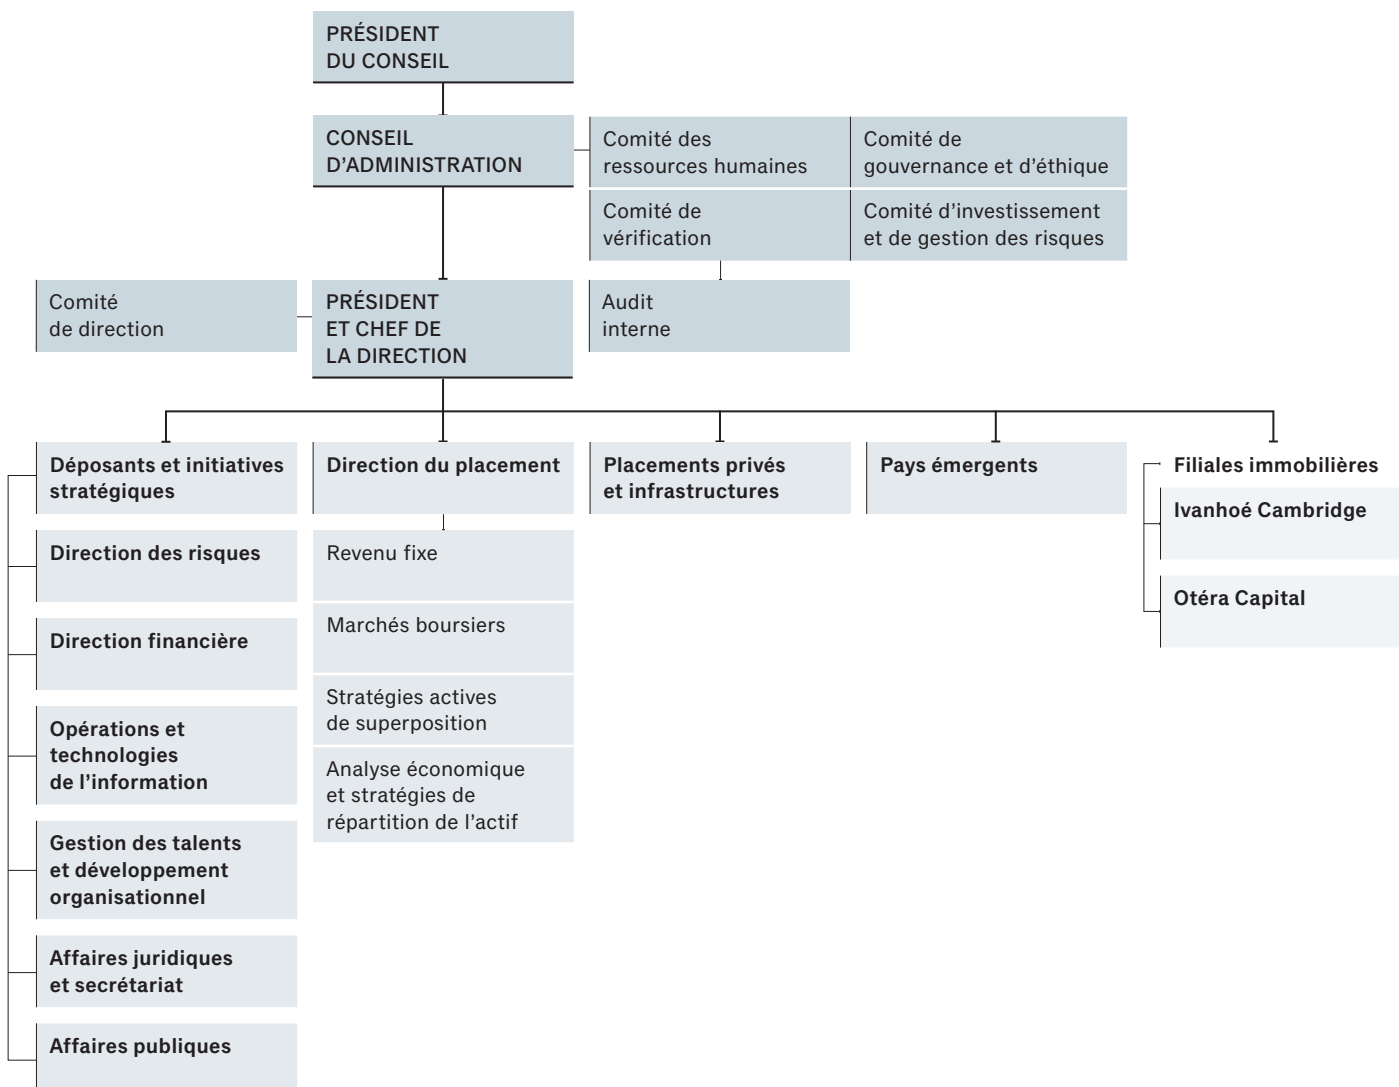 PRÉSIDENT
DU CONSEIL
CONSEIL
D'ADMINISTRATION
Comité des
ressources humaines
Comité de
gouvernance et d'éthique
Comité de
vérification
Comité d'investissement
et de gestion des risques
Comité
de direction
PRÉSIDENT
ET CHEF DE
LA DIRECTION
Audit
interne
Déposants et initiatives
stratégiques
Direction des risques
Direction financière
Opérations et
technologies
de l'information
Gestion des talents
et développement
organisationnel
Affaires juridiques
et secrétariat
Affaires publiques
Direction du placement
Revenu fixe
Marchés boursiers
Stratégies actives
de superposition
Analyse économique
et stratégies de
répartition de l'actif
Placements privés
et infrastructures
Pays émergents
Filiales immobilières
Ivanhoé Cambridge
Otéra Capital